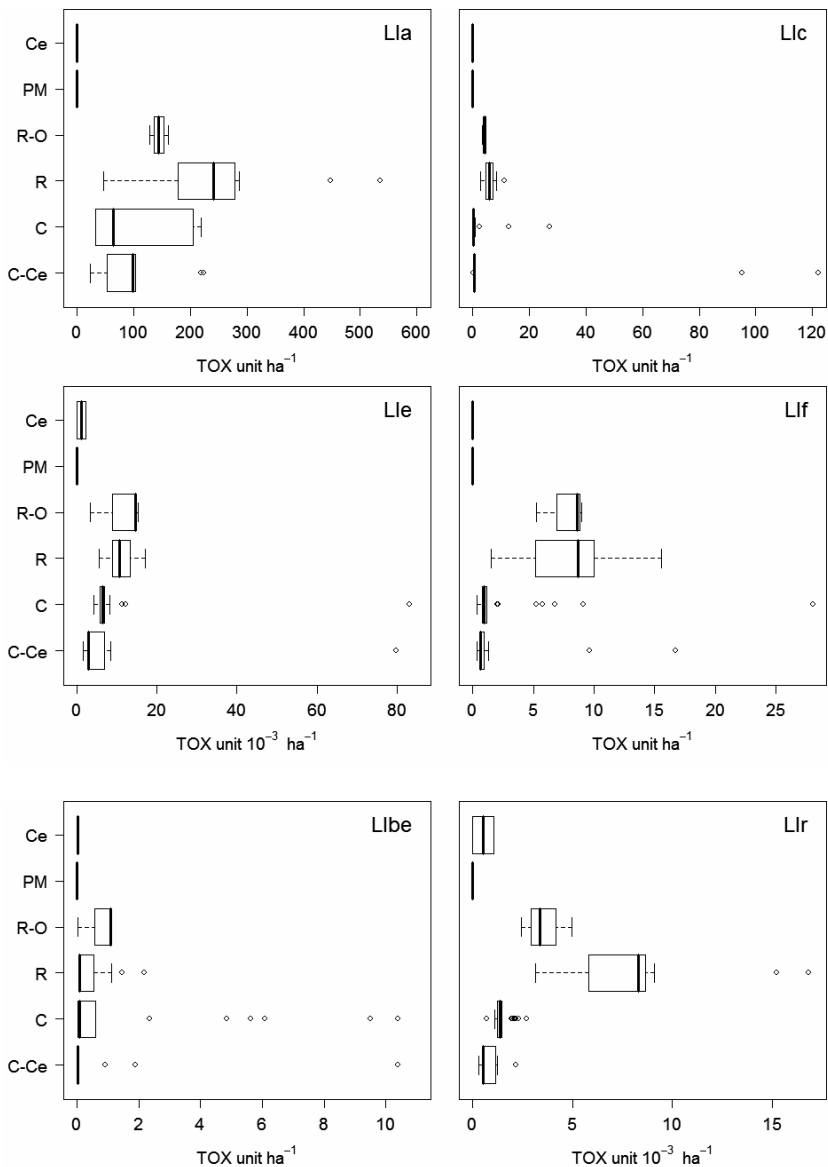 LIa
LIc
Ce
PM
R-O
R
C
C-Ce
0 100 200 300 400 500 600
0 20 40 60 80 100 120
TOX unit ha⁻¹
TOX unit ha⁻¹
LIe
LIf
Ce
PM
R-O
R
C
C-Ce
0 20 40 60 80
0 5 10 15 20 25
TOX unit 10⁻³ ha⁻¹
TOX unit ha⁻¹
LIbe
LIr
Ce
PM
R-O
R
C
C-Ce
0 2 4 6 8 10
0 5 10 15
TOX unit ha⁻¹
TOX unit 10⁻³ ha⁻¹